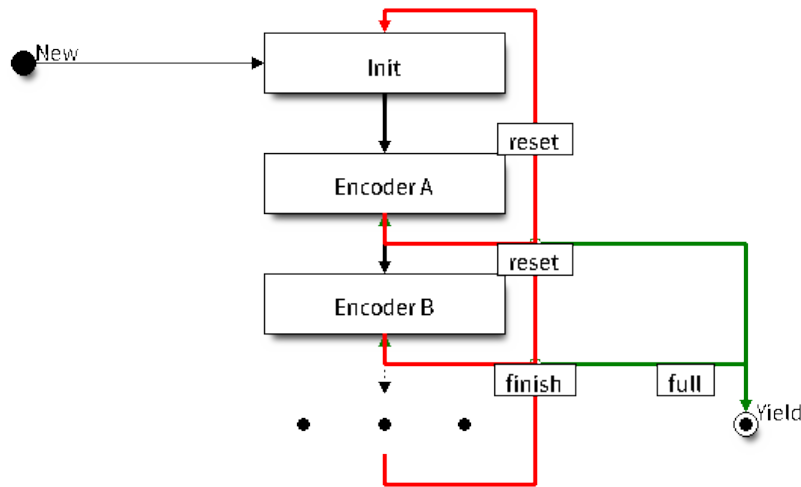 New
Init
reset
Encoder A
reset
Encoder B
finish
full
Yield